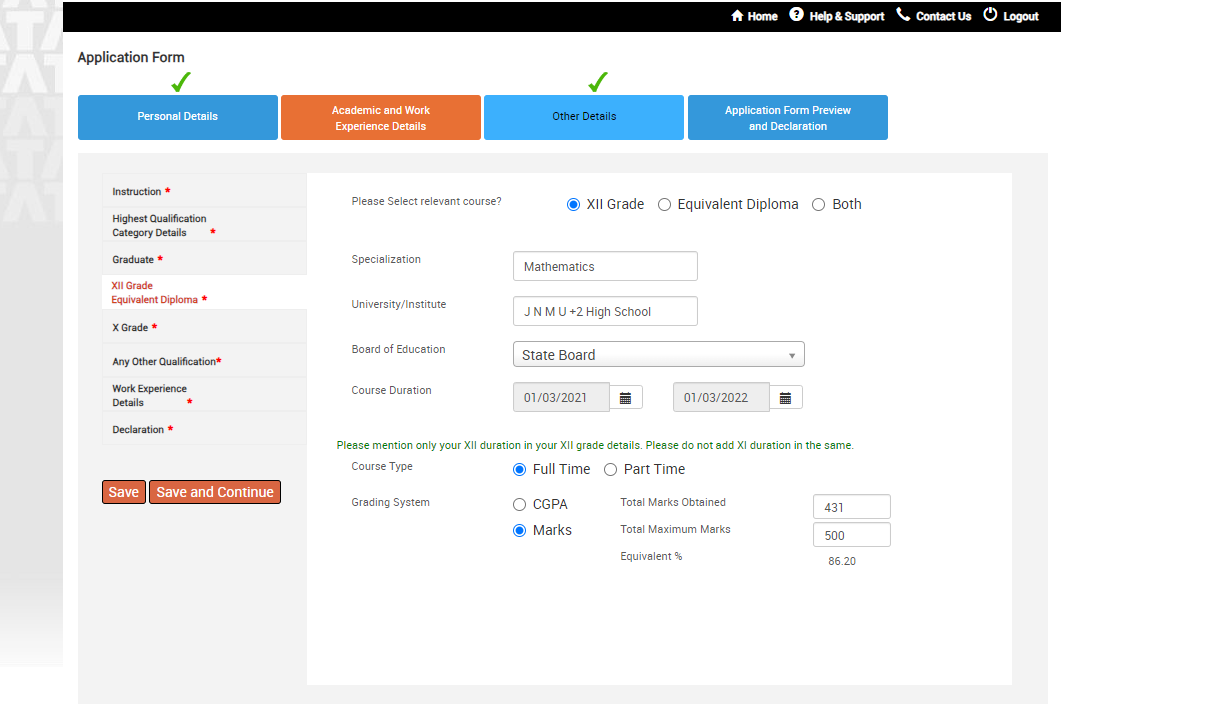 Home Help & Support Contact Us Logout
Application Form
Personal Details
Academic and Work
Experience Details
Other Details
Application Form Preview
and Declaration
Instruction *
Highest Qualification
Category Details *
Graduate *
XII Grade
Equivalent Diploma *
X Grade *
Any Other Qualification*
Work Experience
Details *
Declaration *
Save Save and Continue
Please Select relevant course? XII Grade Equivalent Diploma Both
Specialization Mathematics
University/Institute J N M U +2 High School
Board of Education State Board
Course Duration 01/03/2021 01/03/2022
Please mention only your XII duration in your XII grade details. Please do not add XI duration in the same.
Course Type Full Time Part Time
Grading System CGPA Total Marks Obtained 431
Marks Total Maximum Marks 500
Equivalent % 86.20